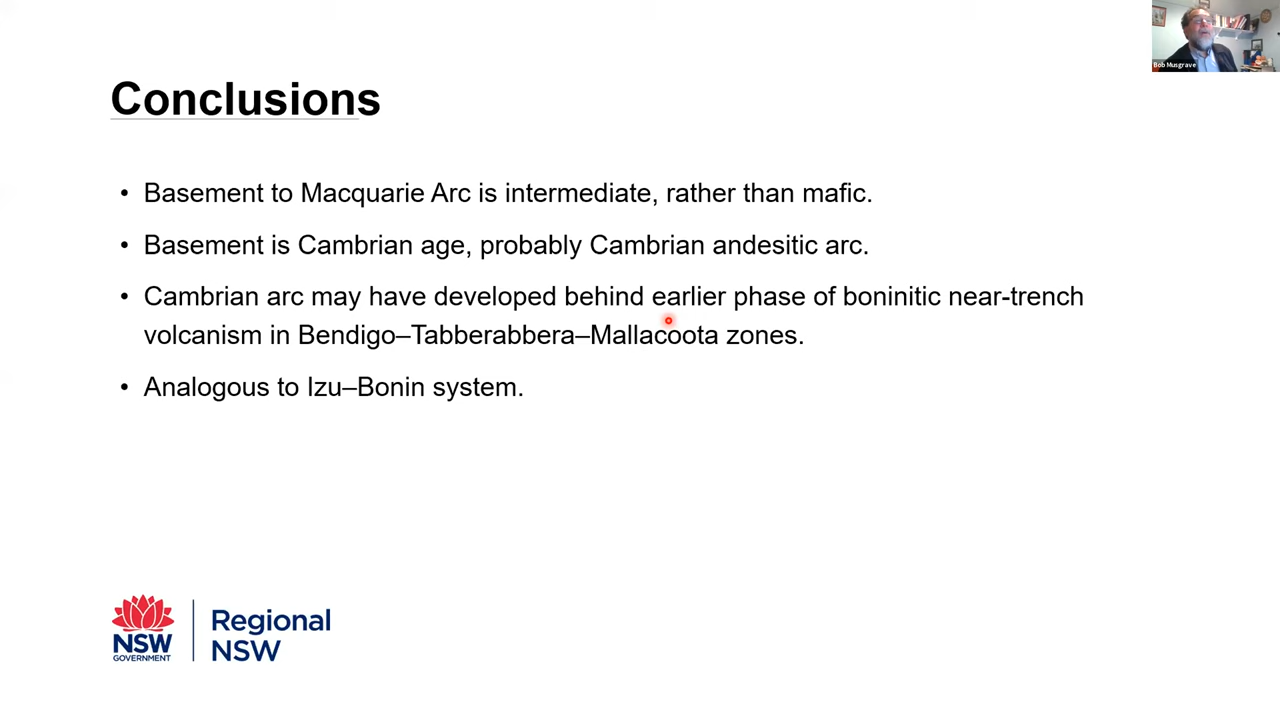 Bob Musgrave
Conclusions
• Basement to Macquarie Arc is intermediate, rather than mafic.
• Basement is Cambrian age, probably Cambrian andesitic arc.
• Cambrian arc may have developed behind earlier phase of boninitic near-trench
volcanism in Bendigo–Tabberabbera–Mallacoota zones.
• Analogous to Izu–Bonin system.
NSW
GOVERNMENT
Regional
NSW